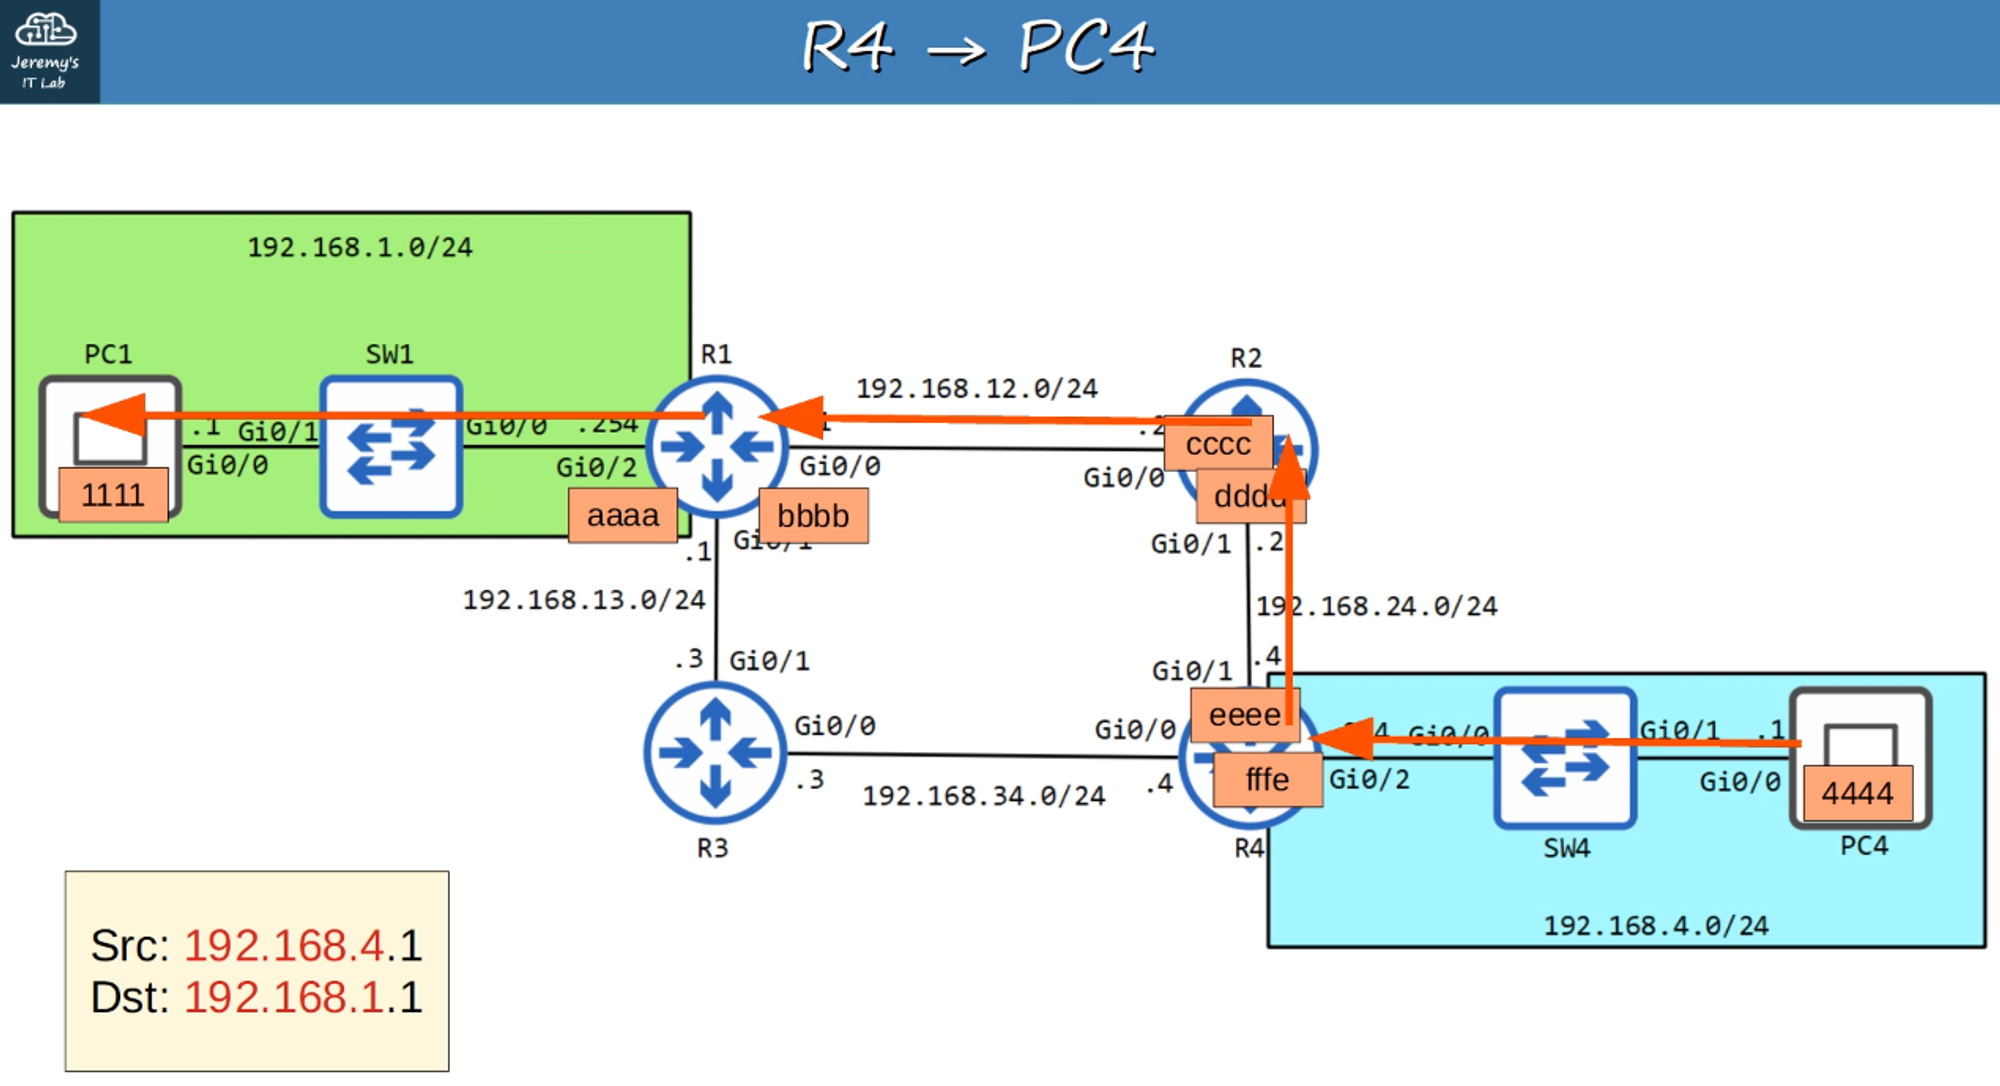 Jeremy's
IT Lab
R4 → PC4
192.168.1.0/24
PC1
SW1
R1
R2
192.168.12.0/24
.1
Gi0/1
Gi0/0
.254
.2
Gi0/0
Gi0/2
Gi0/0
Gi0/0
cccc
1111
aaaa
bbbb
dddd
.1
Gi0/1
Gi0/1
.2
192.168.13.0/24
192.168.24.0/24
.3
Gi0/1
Gi0/1
.4
eeee
Gi0/0
Gi0/0
Gi0/0
Gi0/1
.1
.3
192.168.34.0/24
.4
fffe
Gi0/2
Gi0/0
4444
R3
R4
SW4
PC4
192.168.4.0/24
Src: 192.168.4.1
Dst: 192.168.1.1